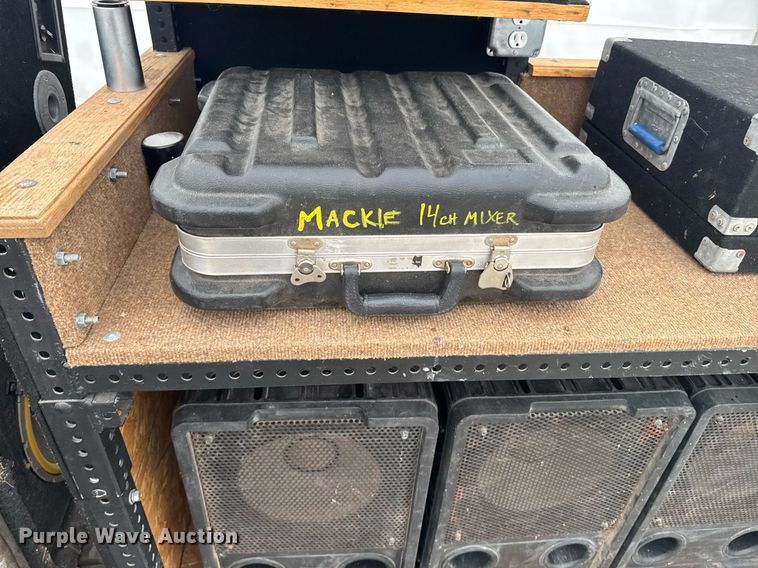 MACKIE 14CH MIXER
Purple Wave Auction